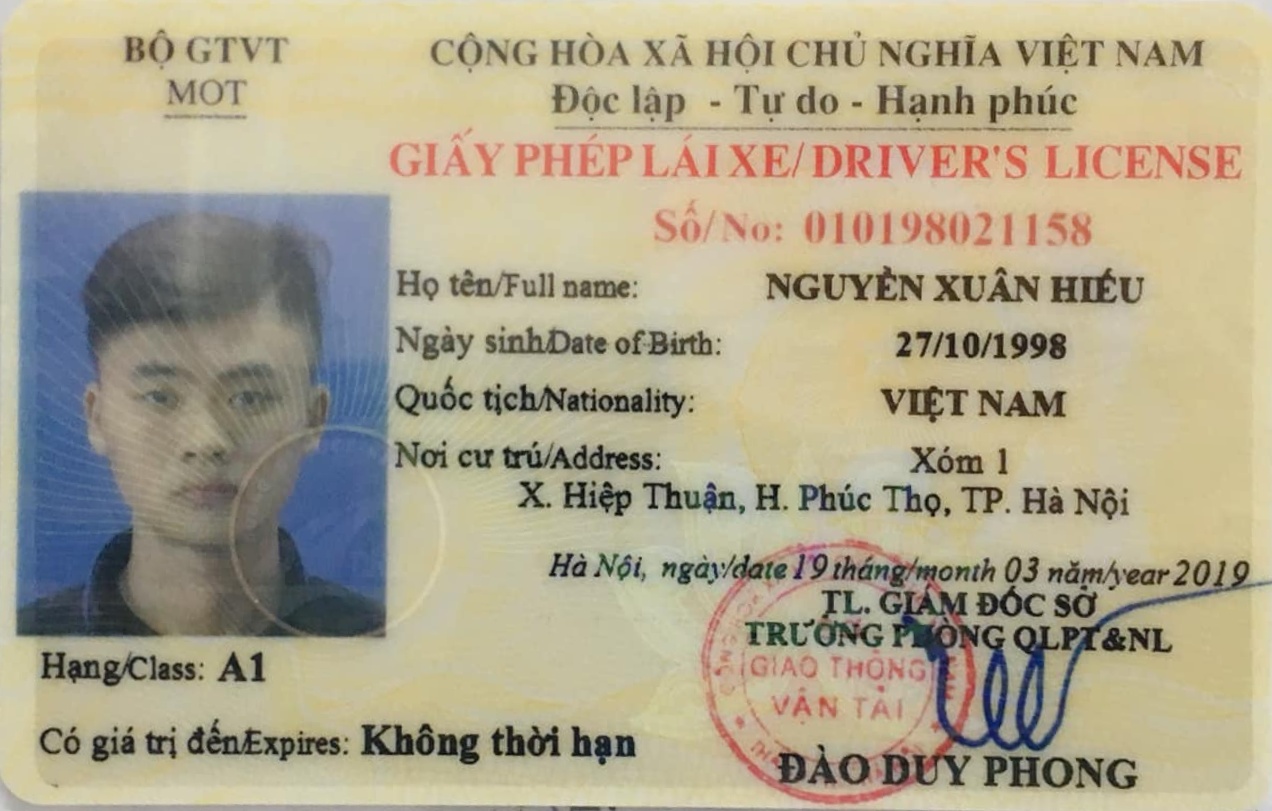 BỘ GTVT
MOT
CỘNG HÒA XÃ HỘI CHỦ NGHĨA VIỆT NAM
Độc lập - Tự do - Hạnh phúc
GIẤY PHÉP LÁI XE/DRIVER'S LICENSE
Số/No: 010198021158
Họ tên/Full name: NGUYỄN XUÂN HIẾU
Ngày sinh/Date of Birth: 27/10/1998
Quốc tịch/Nationality: VIỆT NAM
Nơi cư trú/Address: Xóm 1
X. Hiệp Thuận, H. Phúc Thọ, TP. Hà Nội
Hà Nội, ngày/date 19 tháng/month 03 năm/year 2019
TL. GIÁM ĐỐC SỞ
TRƯỞNG PHÒNG QLPT&NL
GIAO THÔNG
VẬN TẢI
ĐÀO DUY PHONG
Hạng/Class: A1
Có giá trị đến/Expires: Không thời hạn